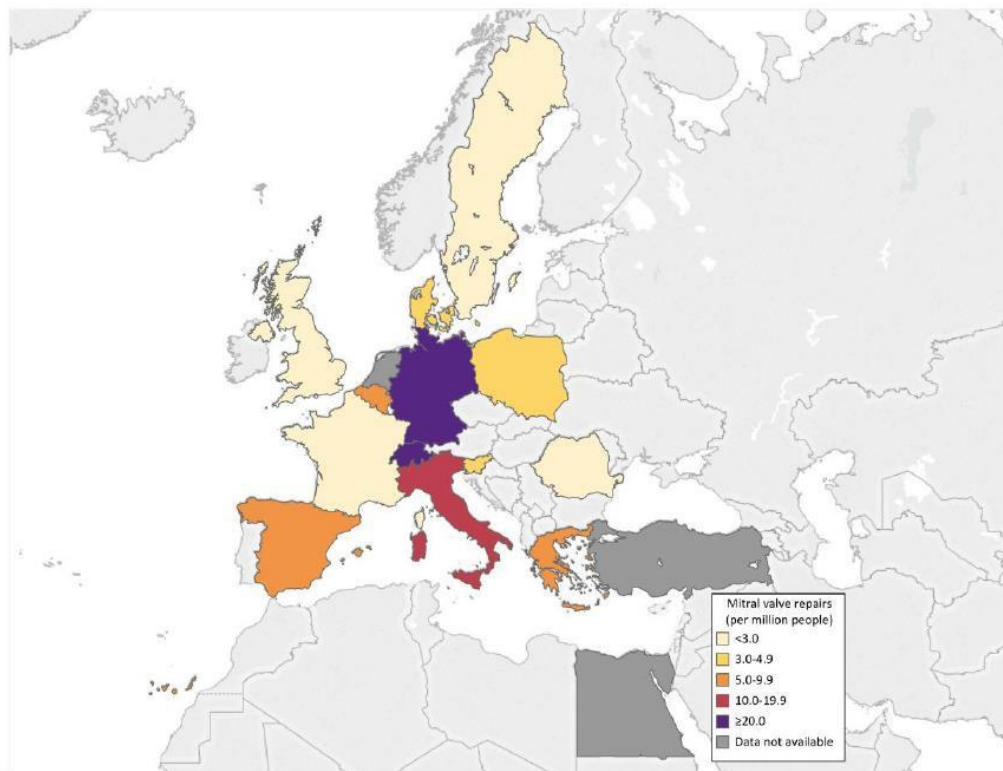 Mitral valve repairs
(per million people)
<3.0
3.0-4.9
5.0-9.9
10.0-19.9
≥20.0
Data not available